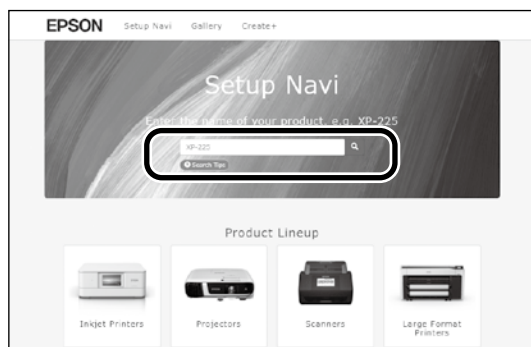 EPSON Setup Navi Gallery Create+
Setup Navi
Enter the name of your product, e.g. XP-225
XP-225
Search Tips
Product Lineup
Inkjet Printers
Projectors
Scanners
Large Format
Printers